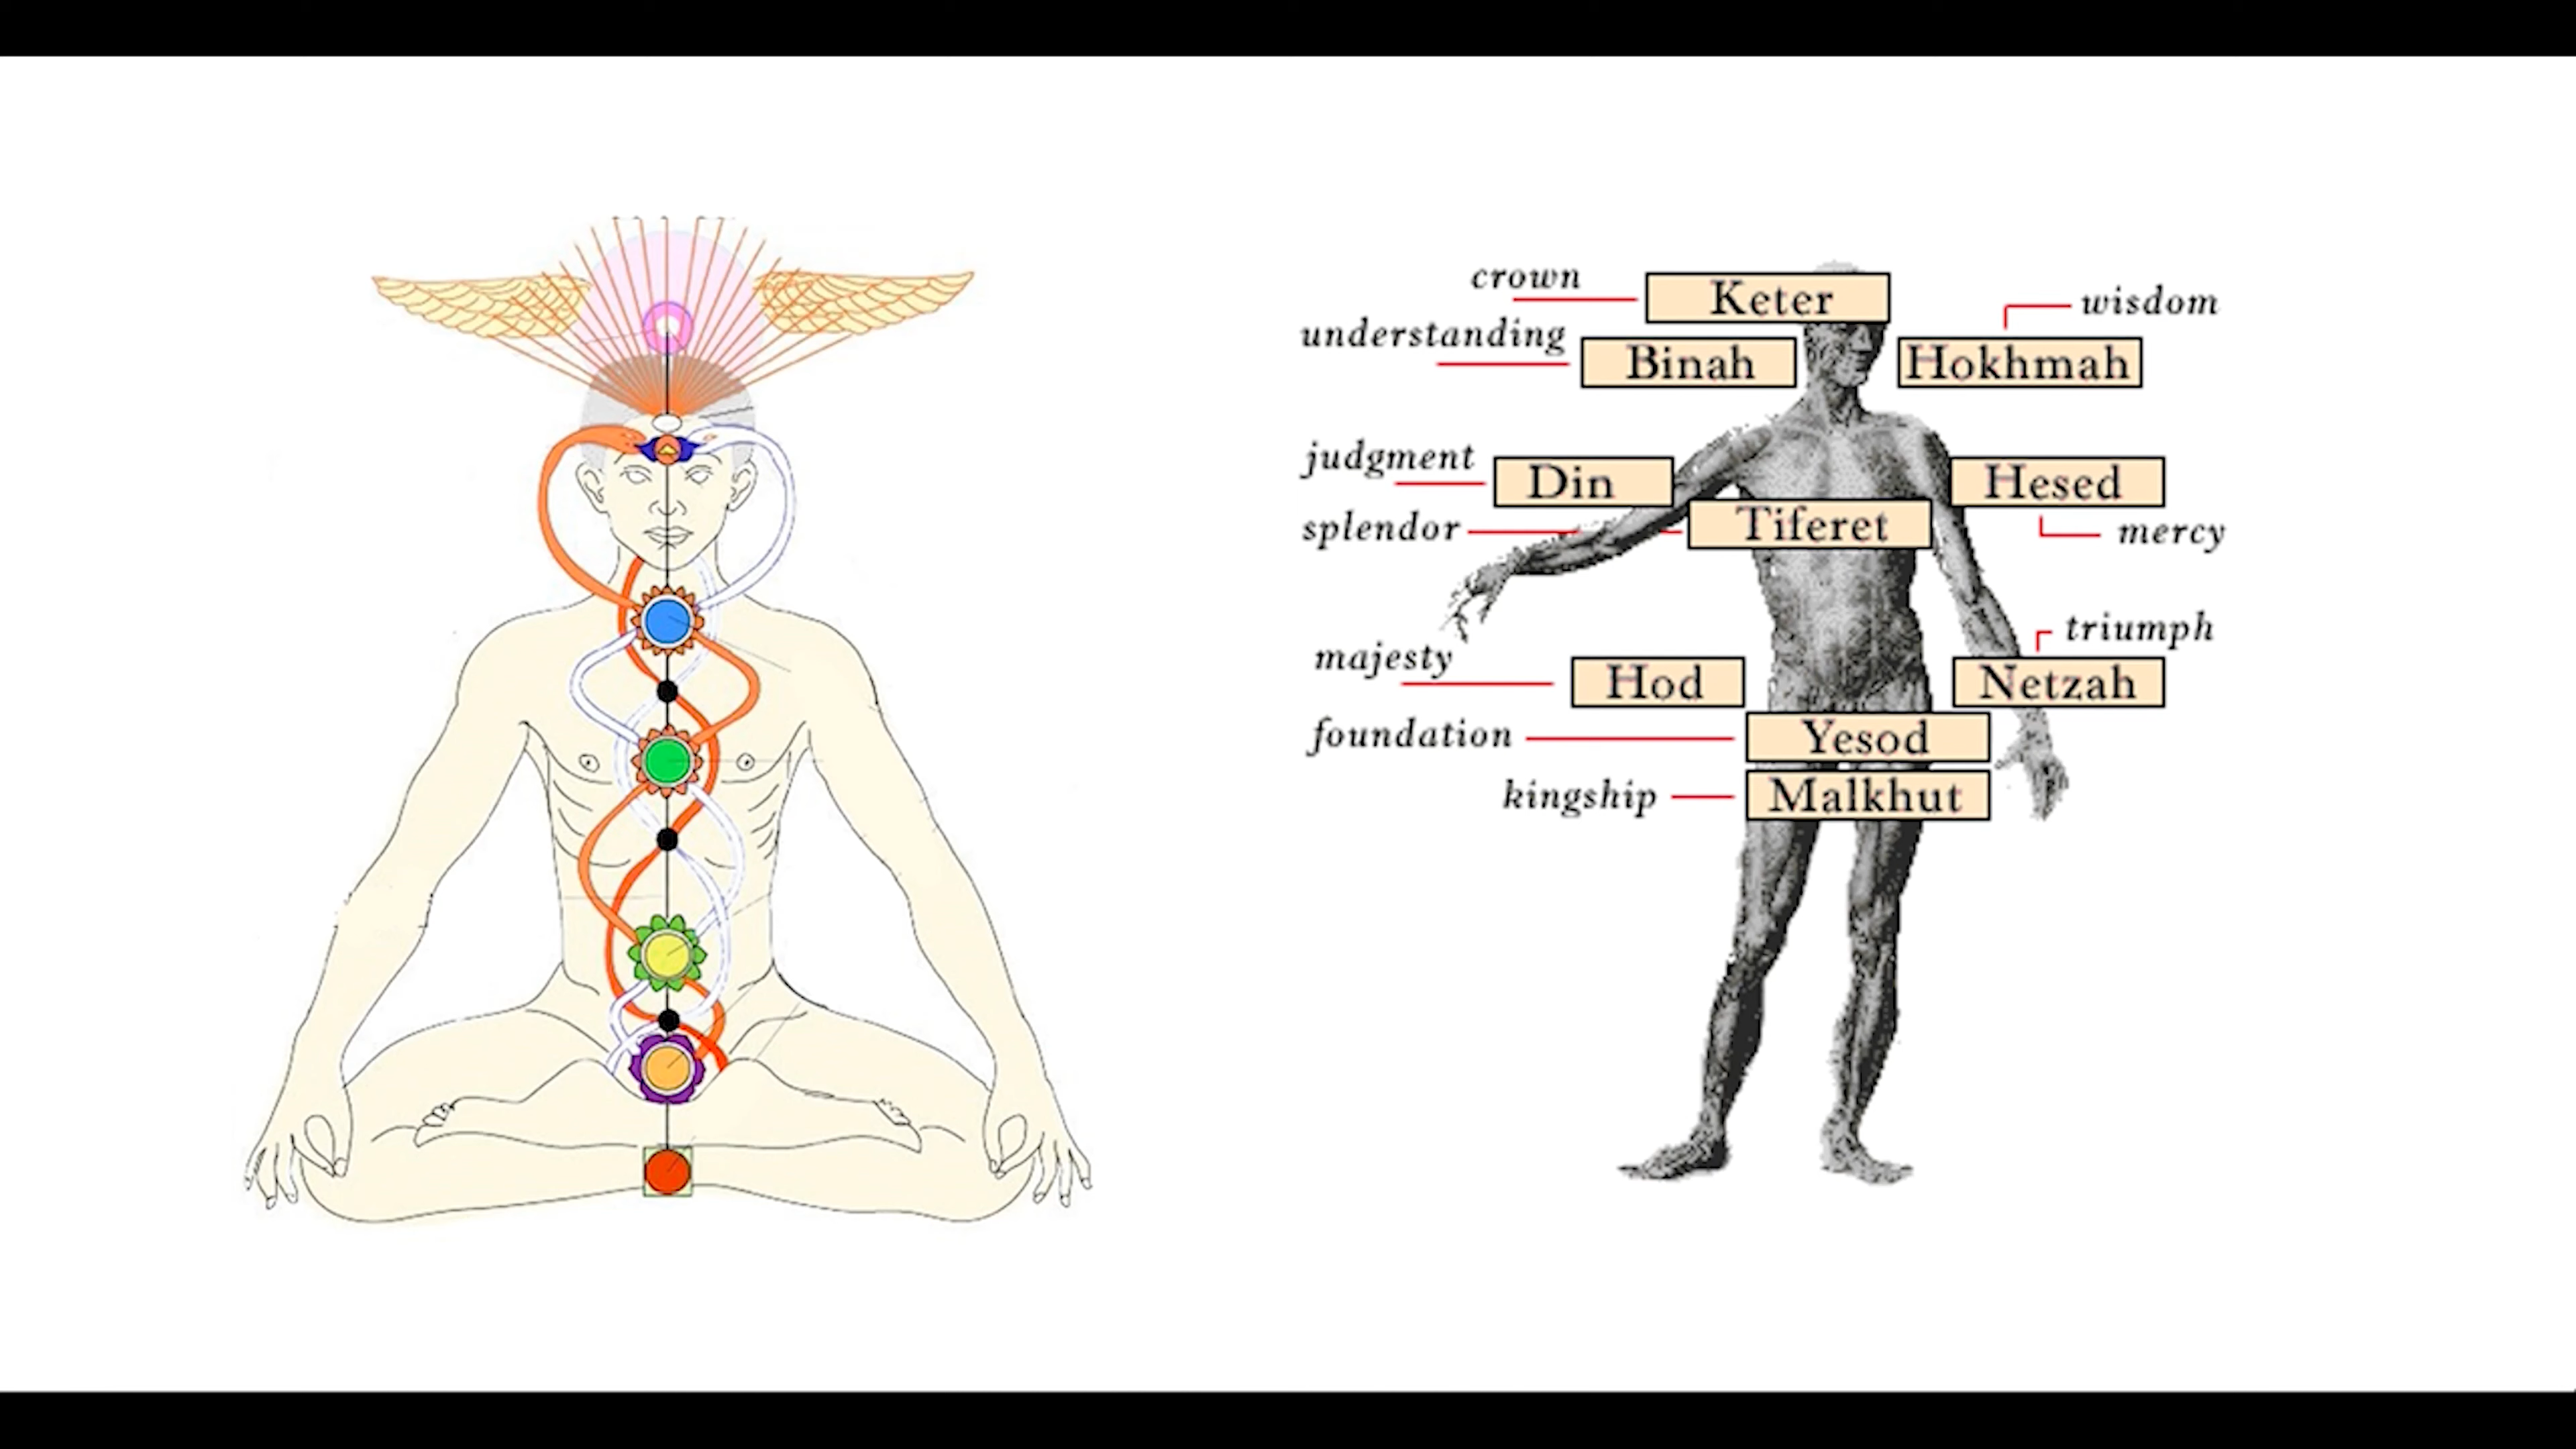 crown
Keter
wisdom
understanding
Binah
Hokhmah
judgment
Din
Hesed
splendor
Tiferet
mercy
triumph
majesty
Hod
Netzah
foundation
Yesod
kingship
Malkhut